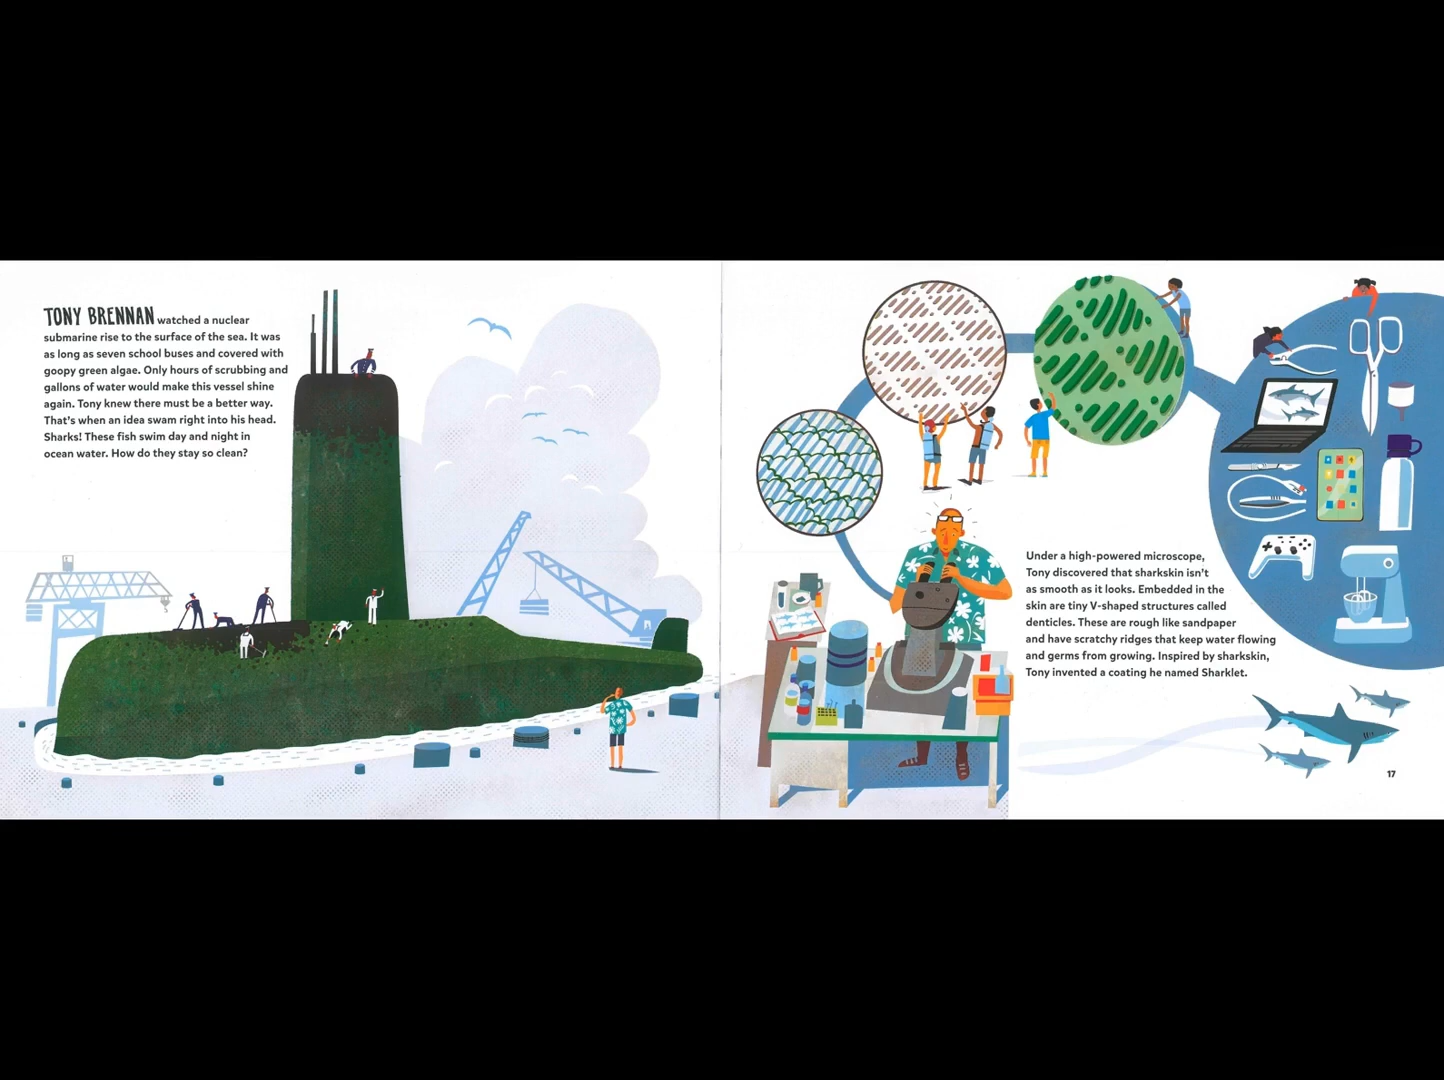 TONY BRENNAN watched a nuclear
submarine rise to the surface of the sea. It was
as long as seven school buses and covered with
goopy green algae. Only hours of scrubbing and
gallons of water would make this vessel shine
again. Tony knew there must be a better way.
That's when an idea swam right into his head.
Sharks! These fish swim day and night in
ocean water. How do they stay so clean?
Under a high-powered microscope,
Tony discovered that sharkskin isn't
as smooth as it looks. Embedded in the
skin are tiny V-shaped structures called
denticles. These are rough like sandpaper
and have scratchy ridges that keep water flowing
and germs from growing. Inspired by sharkskin,
Tony invented a coating he named Sharklet.
17